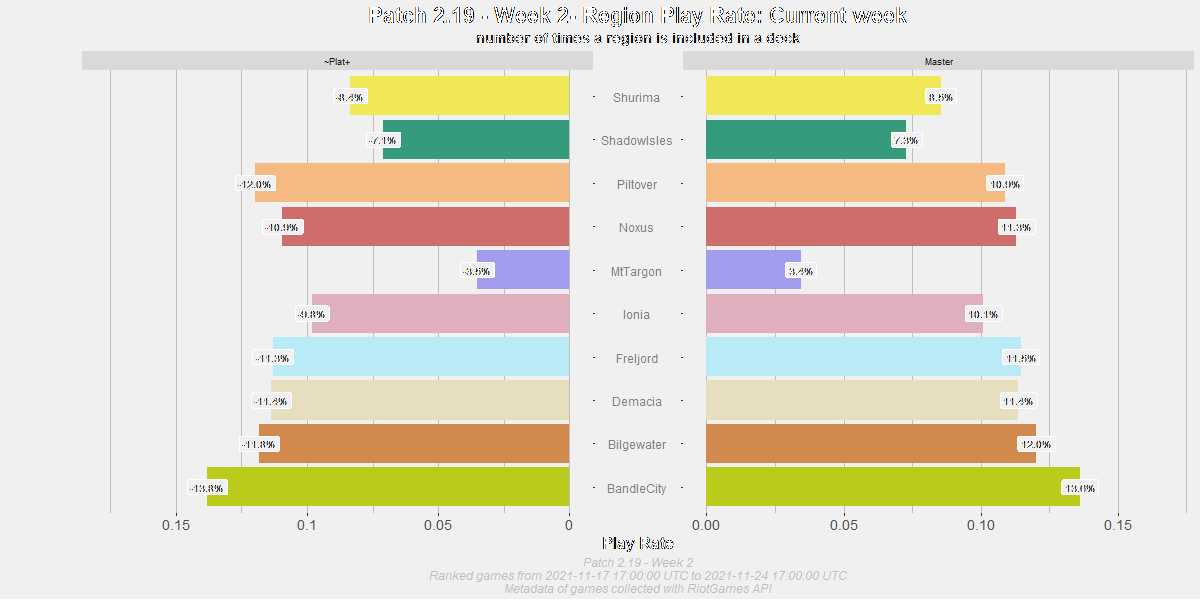 Patch 2.19 - Week 2- Region Play Rate: Current week
number of times a region is included in a deck
~Plat+
Master
-8.4% Shurima 8.5%
-7.1% ShadowIsles 7.3%
-12.0% Piltover 10.9%
-10.9% Noxus 11.3%
-3.5% MtTargon 3.4%
-9.8% Ionia 10.1%
-11.3% Freljord 11.5%
-11.4% Demacia 11.4%
-11.8% Bilgewater 12.0%
-13.8% BandleCity 13.6%
0.15 0.1 0.05 0 0.00 0.05 0.10 0.15
Play Rate
Patch 2.19 - Week 2
Ranked games from 2021-11-17 17:00:00 UTC to 2021-11-24 17:00:00 UTC
Metadata of games collected with RiotGames API